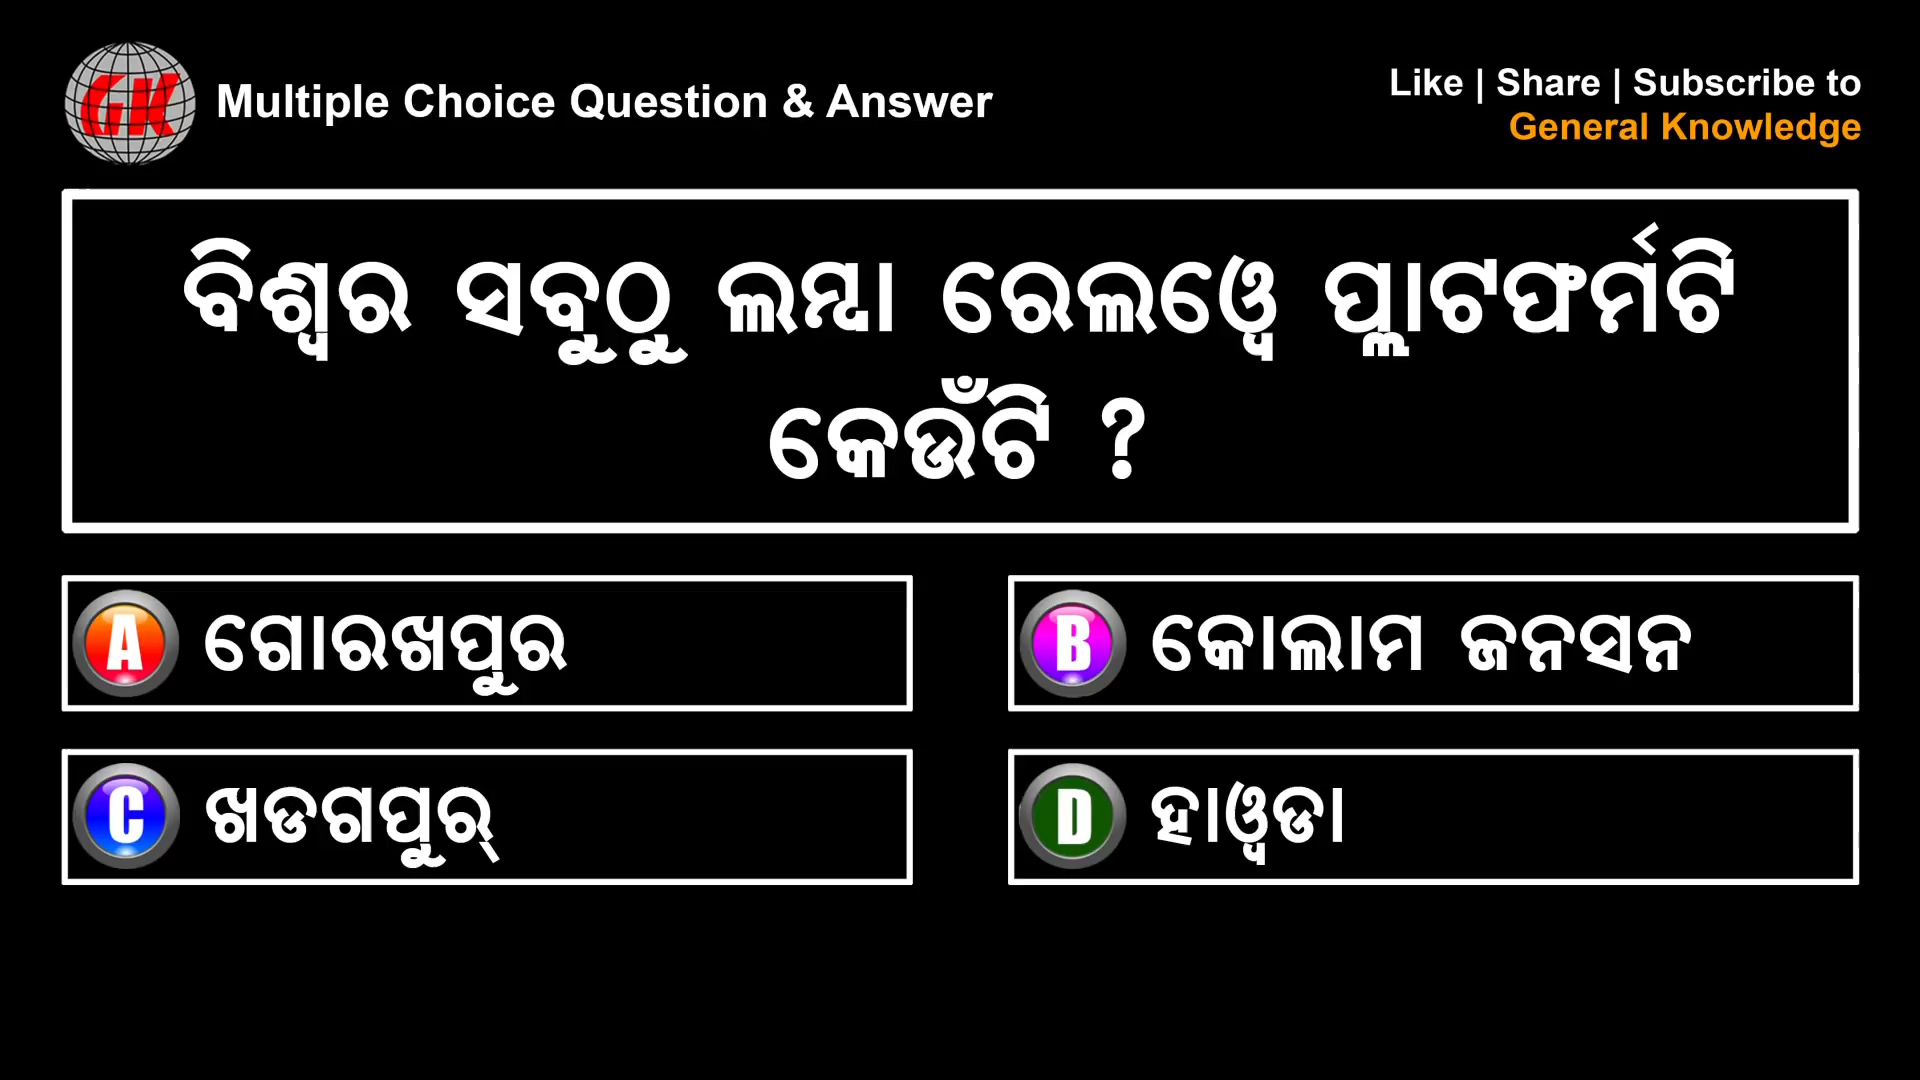 GK
Multiple Choice Question & Answer
Like | Share | Subscribe to
General Knowledge
ବିଶ୍ୱର ସବୁଠୁ ଲମ୍ବା ରେଲୱେ ପ୍ଲାଟଫର୍ମଟି
କେଉଁଟି ?
A ଗୋରଖପୁର
B କୋଲାମ ଜନସନ
C ଖଡଗପୁର୍
D ହାୱଡା